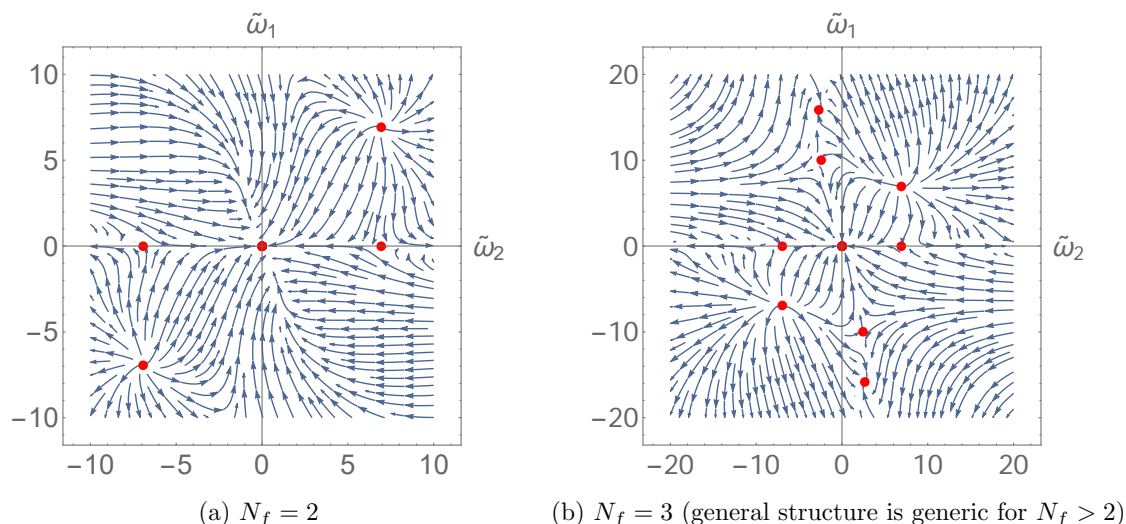 ω̃₁
10
5
0
−5
−10
−10 −5 0 5 10
ω̃₂
(a) N_f = 2
ω̃₁
20
10
0
−10
−20
−20 −10 0 10 20
ω̃₂
(b) N_f = 3 (general structure is generic for N_f > 2)